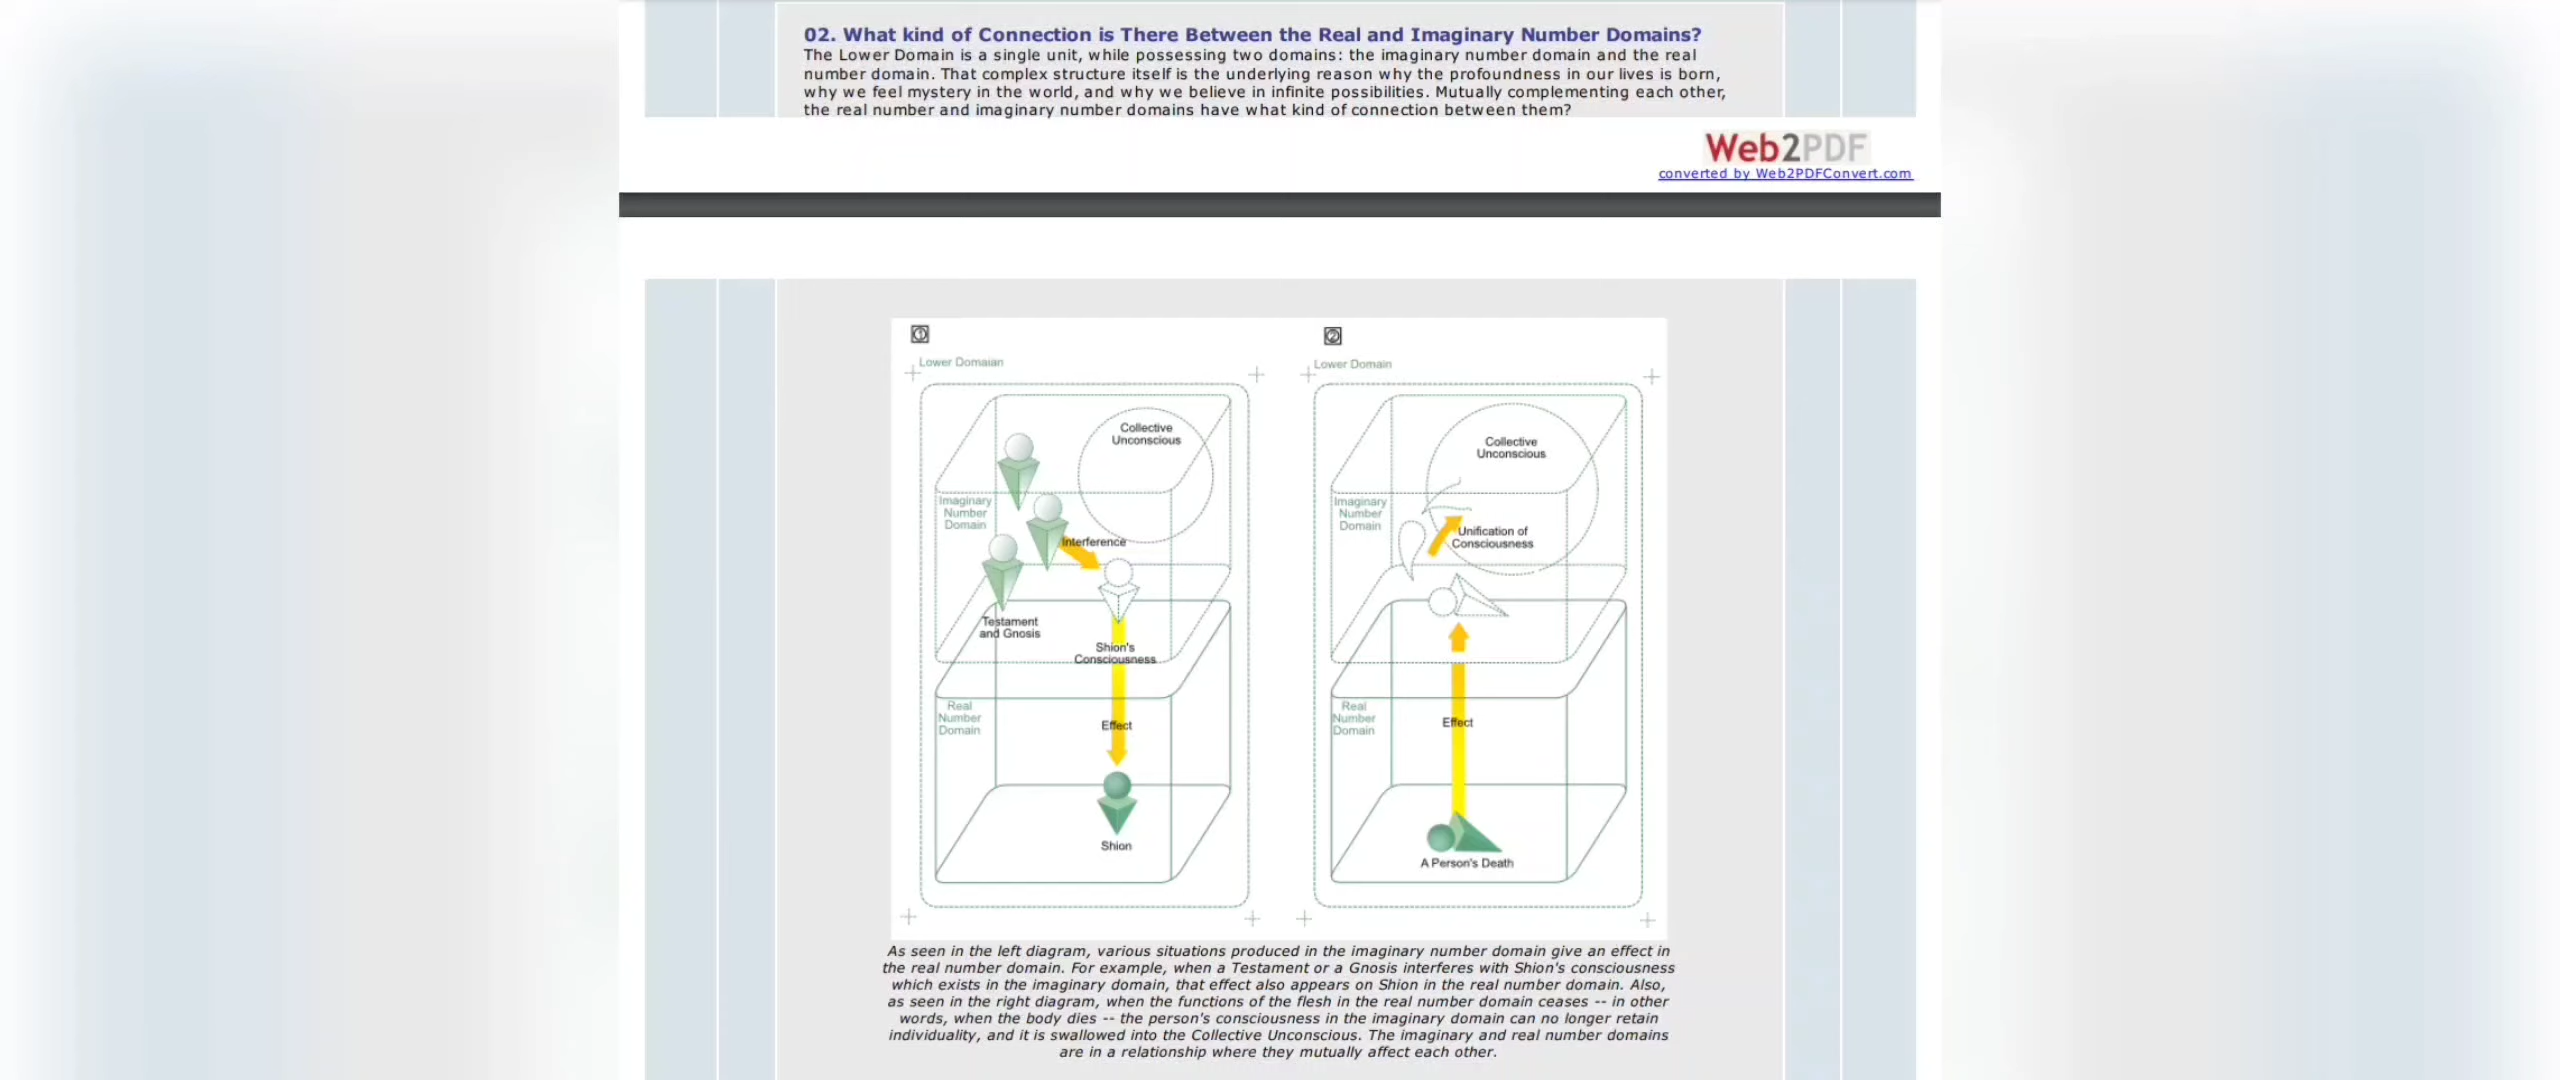 02. What kind of Connection is There Between the Real and Imaginary Number Domains?
The Lower Domain is a single unit, while possessing two domains: the imaginary number domain and the real
number domain. That complex structure itself is the underlying reason why the profoundness in our lives is born,
why we feel mystery in the world, and why we believe in infinite possibilities. Mutually complementing each other,
the real number and imaginary number domains have what kind of connection between them?
Web2PDF
converted by Web2PDFConvert.com
①
Lower Domaian
Collective
Unconscious
Imaginary
Number
Domain
Interference
Testament
and Gnosis
Shion's
Consciousness
Real
Number
Domain
Effect
Shion
②
Lower Domain
Collective
Unconscious
Imaginary
Number
Domain
Unification of
Consciousness
Real
Number
Domain
Effect
A Person's Death
As seen in the left diagram, various situations produced in the imaginary number domain give an effect in
the real number domain. For example, when a Testament or a Gnosis interferes with Shion's consciousness
which exists in the imaginary domain, that effect also appears on Shion in the real number domain. Also,
as seen in the right diagram, when the functions of the flesh in the real number domain ceases -- in other
words, when the body dies -- the person's consciousness in the imaginary domain can no longer retain
individuality, and it is swallowed into the Collective Unconscious. The imaginary and real number domains
are in a relationship where they mutually affect each other.